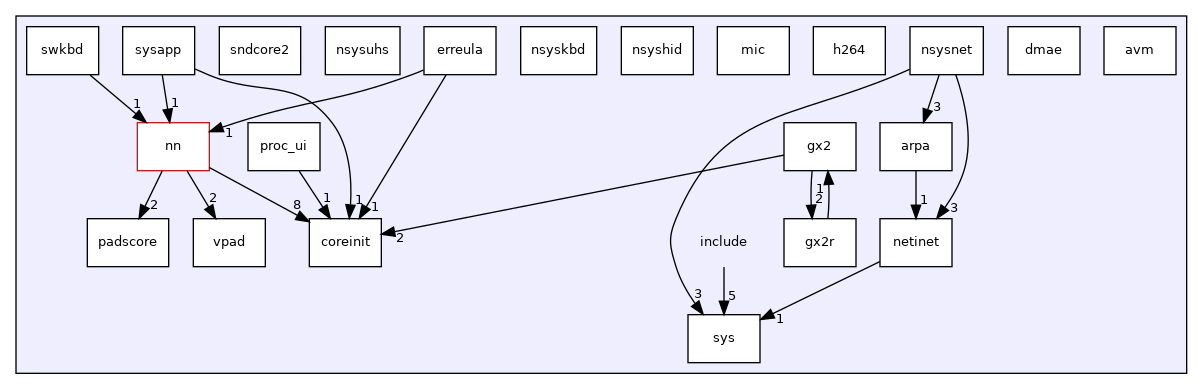 swkbd
sysapp
sndcore2
nsysuhs
erreula
nsyskbd
nsyshid
mic
h264
nsysnet
dmae
avm
1
1
1
3
nn
proc_ui
gx2
arpa
2
2
8
1
1
1
1
2
1
3
padscore
vpad
coreinit
2
include
gx2r
netinet
3
5
1
sys